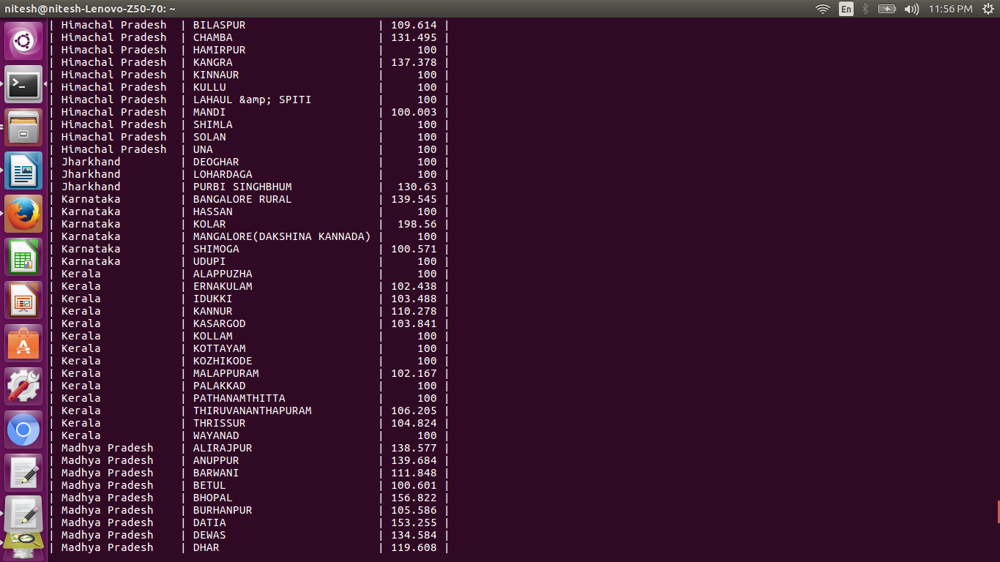 nitesh@nitesh-Lenovo-Z50-70: ~ En 11:56 PM
| Himachal Pradesh | BILASPUR | 109.614 |
| Himachal Pradesh | CHAMBA | 131.495 |
| Himachal Pradesh | HAMIRPUR | 100 |
| Himachal Pradesh | KANGRA | 137.378 |
| Himachal Pradesh | KINNAUR | 100 |
| Himachal Pradesh | KULLU | 100 |
| Himachal Pradesh | LAHAUL &amp; SPITI | 100 |
| Himachal Pradesh | MANDI | 100.003 |
| Himachal Pradesh | SHIMLA | 100 |
| Himachal Pradesh | SOLAN | 100 |
| Himachal Pradesh | UNA | 100 |
| Jharkhand | DEOGHAR | 100 |
| Jharkhand | LOHARDAGA | 100 |
| Jharkhand | PURBI SINGHBHUM | 130.63 |
| Karnataka | BANGALORE RURAL | 139.545 |
| Karnataka | HASSAN | 100 |
| Karnataka | KOLAR | 198.56 |
| Karnataka | MANGALORE(DAKSHINA KANNADA) | 100 |
| Karnataka | SHIMOGA | 100.571 |
| Karnataka | UDUPI | 100 |
| Kerala | ALAPPUZHA | 100 |
| Kerala | ERNAKULAM | 102.438 |
| Kerala | IDUKKI | 103.488 |
| Kerala | KANNUR | 110.278 |
| Kerala | KASARGOD | 103.841 |
| Kerala | KOLLAM | 100 |
| Kerala | KOTTAYAM | 100 |
| Kerala | KOZHIKODE | 100 |
| Kerala | MALAPPURAM | 102.167 |
| Kerala | PALAKKAD | 100 |
| Kerala | PATHANAMTHITTA | 100 |
| Kerala | THIRUVANANTHAPURAM | 106.205 |
| Kerala | THRISSUR | 104.824 |
| Kerala | WAYANAD | 100 |
| Madhya Pradesh | ALIRAJPUR | 138.577 |
| Madhya Pradesh | ANUPPUR | 139.684 |
| Madhya Pradesh | BARWANI | 111.848 |
| Madhya Pradesh | BETUL | 100.601 |
| Madhya Pradesh | BHOPAL | 156.822 |
| Madhya Pradesh | BURHANPUR | 105.586 |
| Madhya Pradesh | DATIA | 153.255 |
| Madhya Pradesh | DEWAS | 134.584 |
| Madhya Pradesh | DHAR | 119.608 |